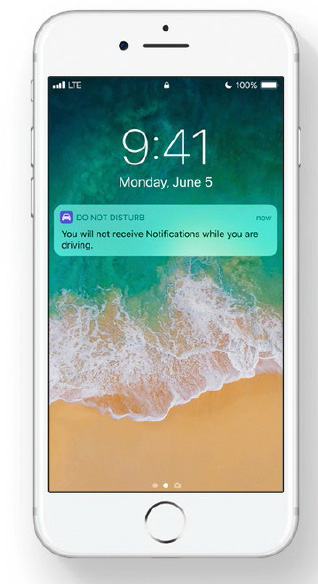 LTE
100%
9:41
Monday, June 5
DO NOT DISTURB
now
You will not receive Notifications while you are
driving.